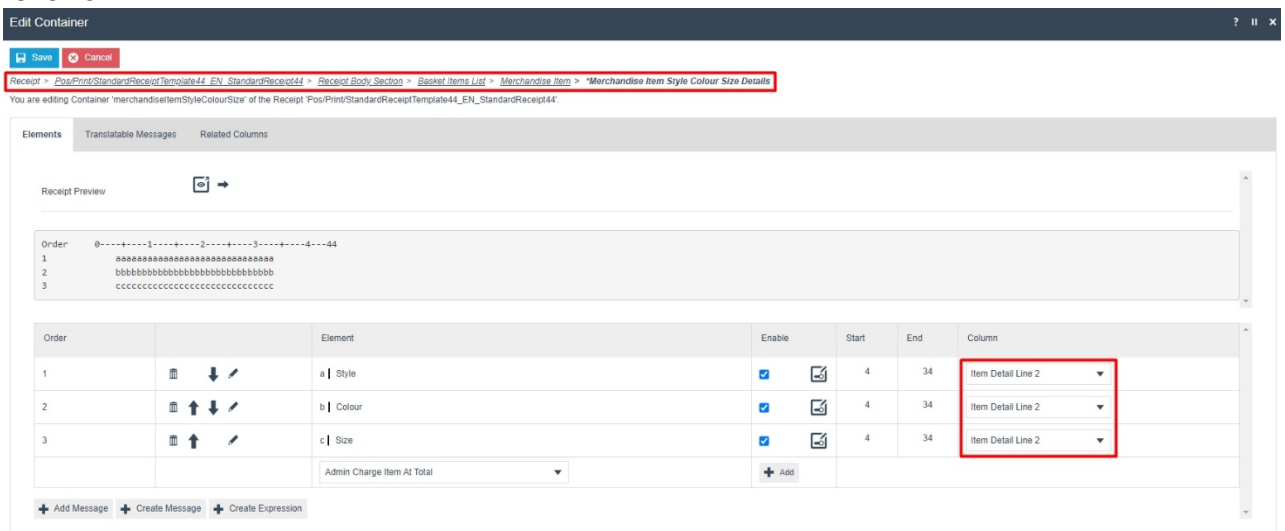 Edit Container ? II ×
Save Cancel
Receipt > Pos/Print/StandardReceiptTemplate44_EN_StandardReceipt44 > Receipt Body Section > Basket Items List > Merchandise Item > *Merchandise Item Style Colour Size Details
You are editing Container 'merchandiseItemStyleColourSize' of the Receipt 'Pos/Print/StandardReceiptTemplate44_EN_StandardReceipt44'.
Elements Translatable Messages Related Columns
Receipt Preview
Order 0----+----1----+----2----+----3----+----4---44
1 aaaaaaaaaaaaaaaaaaaaaaaaaaaaaa
2 bbbbbbbbbbbbbbbbbbbbbbbbbbbbbb
3 cccccccccccccccccccccccccccccc
Order Element Enable Start End Column
1 a | Style 4 34 Item Detail Line 2
2 b | Colour 4 34 Item Detail Line 2
3 c | Size 4 34 Item Detail Line 2
Admin Charge Item At Total Add
Add Message Create Message Create Expression